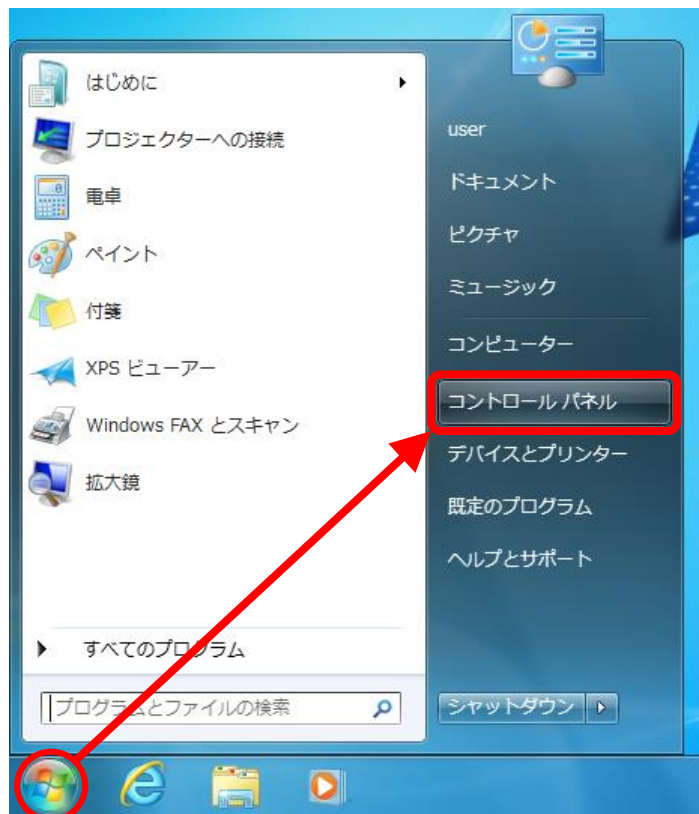 はじめに
プロジェクターへの接続
電卓
ペイント
付箋
XPS ビューアー
Windows FAX とスキャン
拡大鏡
すべてのプログラム
プログラムとファイルの検索
user
ドキュメント
ピクチャ
ミュージック
コンピューター
コントロール パネル
デバイスとプリンター
既定のプログラム
ヘルプとサポート
シャットダウン